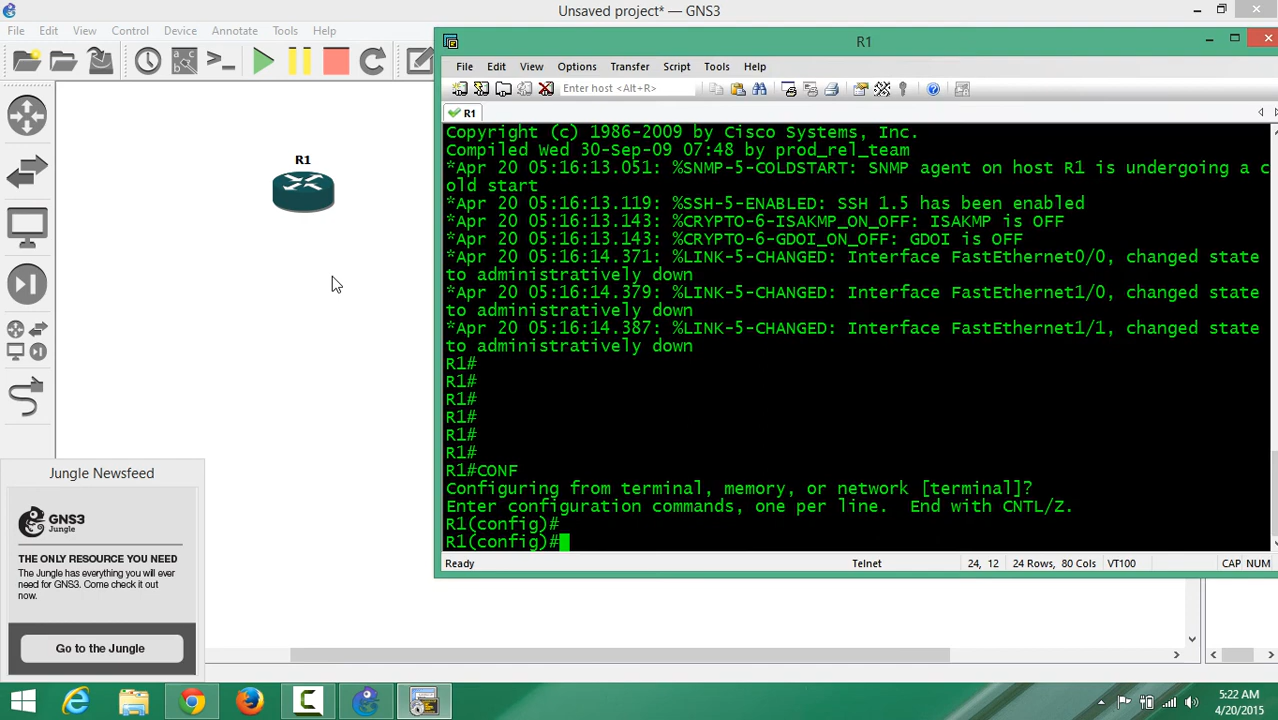 Unsaved project* — GNS3
File Edit View Control Device Annotate Tools Help
R1
R1
File Edit View Options Transfer Script Tools Help
Enter host <Alt+R>
R1
Copyright (c) 1986-2009 by Cisco Systems, Inc.
Compiled Wed 30-Sep-09 07:48 by prod_rel_team
*Apr 20 05:16:13.051: %SNMP-5-COLDSTART: SNMP agent on host R1 is undergoing a c
old start
*Apr 20 05:16:13.119: %SSH-5-ENABLED: SSH 1.5 has been enabled
*Apr 20 05:16:13.143: %CRYPTO-6-ISAKMP_ON_OFF: ISAKMP is OFF
*Apr 20 05:16:13.143: %CRYPTO-6-GDOI_ON_OFF: GDOI is OFF
*Apr 20 05:16:14.371: %LINK-5-CHANGED: Interface FastEthernet0/0, changed state
to administratively down
*Apr 20 05:16:14.379: %LINK-5-CHANGED: Interface FastEthernet1/0, changed state
to administratively down
*Apr 20 05:16:14.387: %LINK-5-CHANGED: Interface FastEthernet1/1, changed state
to administratively down
R1#
R1#
R1#
R1#
R1#
R1#
R1#CONF
Configuring from terminal, memory, or network [terminal]?
Enter configuration commands, one per line.  End with CNTL/Z.
R1(config)#
R1(config)#
Ready Telnet 24, 12 24 Rows, 80 Cols VT100 CAP NUM
Jungle Newsfeed
GNS3
Jungle
THE ONLY RESOURCE YOU NEED
The Jungle has everything you will ever
need for GNS3. Come check it out
now.
Go to the Jungle
5:22 AM
4/20/2015